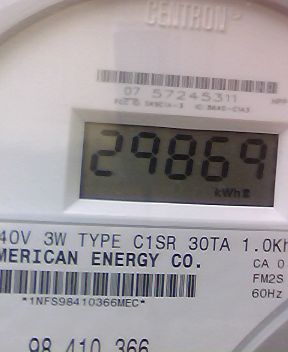 CENTRON
07 57245311
29869
kWh
40V 3W TYPE C1SR 30TA 1.0Kh
MERICAN ENERGY CO.
CA 0
FM2S
60Hz
*1NFS98410366MEC*
98 410 366